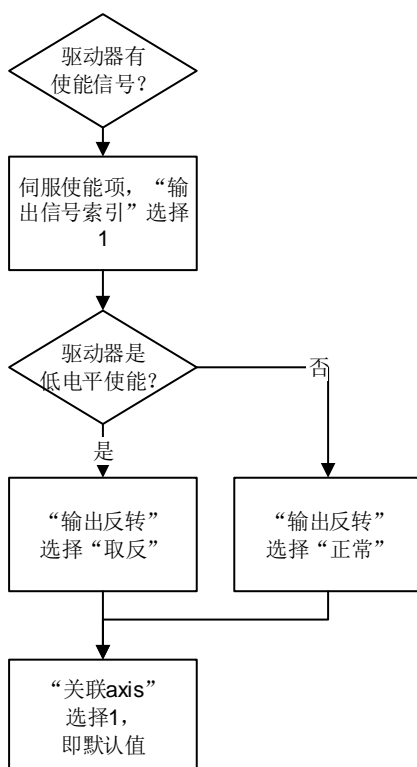 驱动器有
使能信号？
伺服使能项，“输
出信号索引”选择
1
驱动器是
低电平使能？
否
是
“输出反转”
选择“取反”
“输出反转”
选择“正常”
“关联axis”
选择1，
即默认值